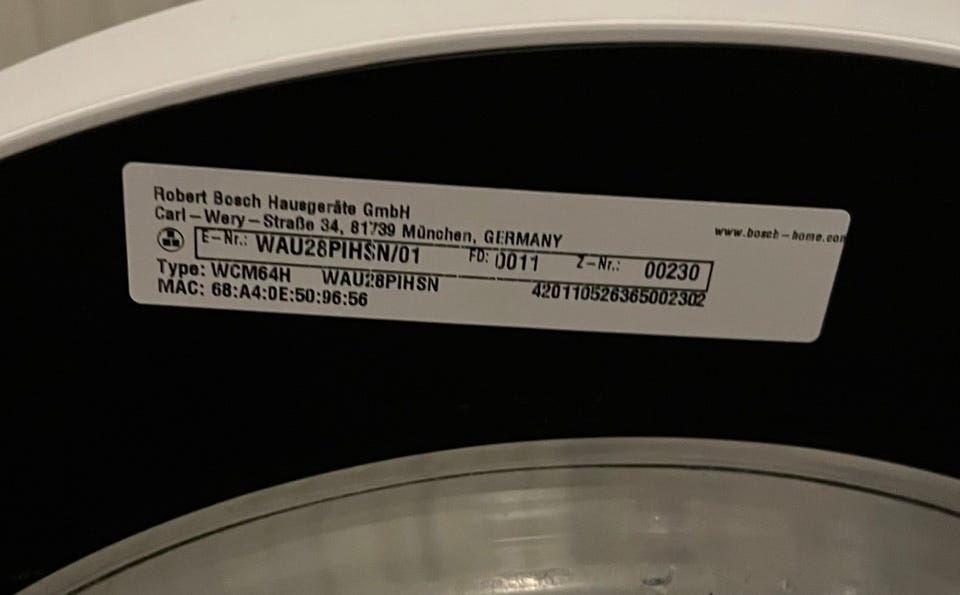 Robert Bosch Hausgeräte GmbH
Carl-Wery-Straße 34, 81739 München, GERMANY
www.bosch-home.com
E-Nr.: WAU28PIHSN/01 FD: 0011 Z-Nr.: 00230
Type: WCM64H WAU28PIHSN 420110526365002302
MAC: 68:A4:0E:50:96:56